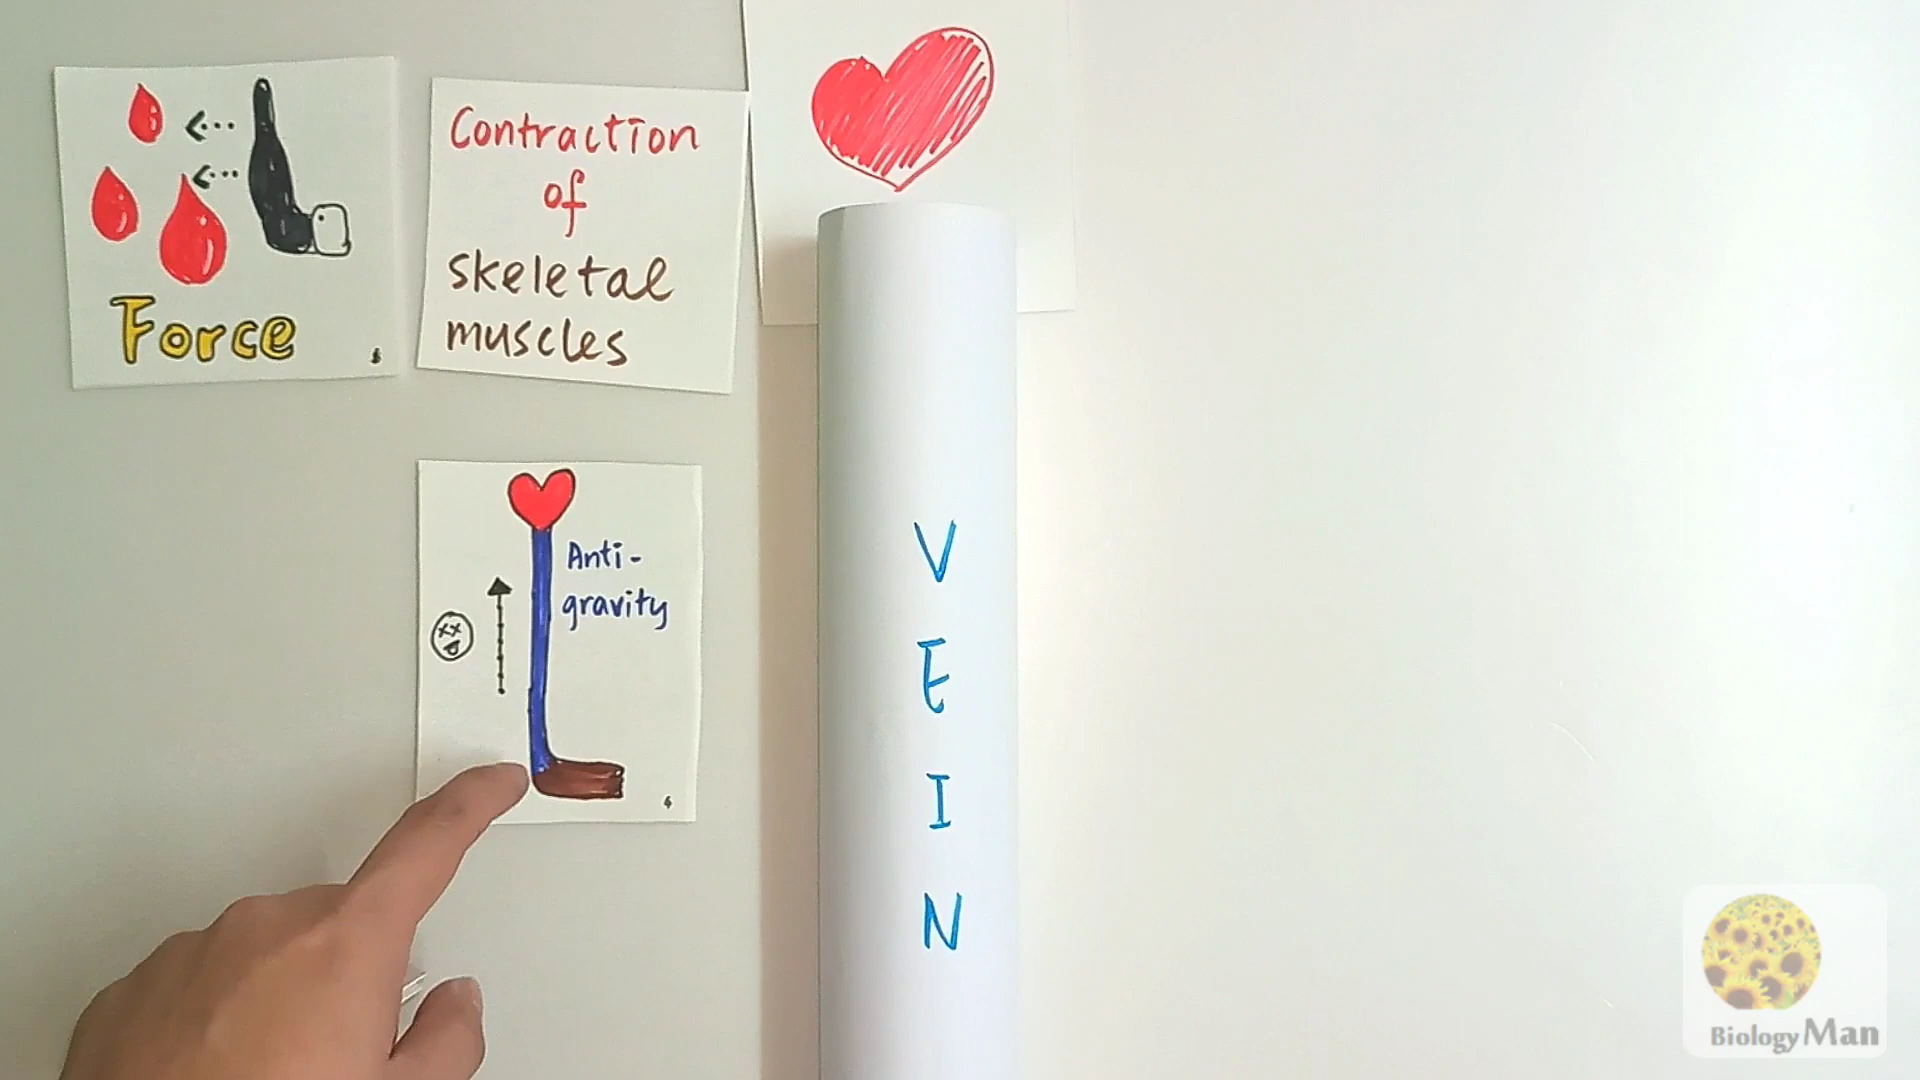 Force
Contraction
of
skeletal
muscles
Anti-
gravity
V
E
I
N
Biology Man